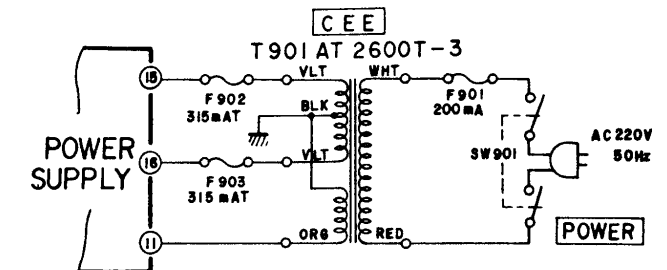 CEE
T901 AT 2600T-3
15
VLT
WHT
F902
315mAT
BLK
F901
200mA
POWER
SUPPLY
16
VLT
F903
315mAT
SW901
AC220V
50Hz
11
ORG
RED
POWER